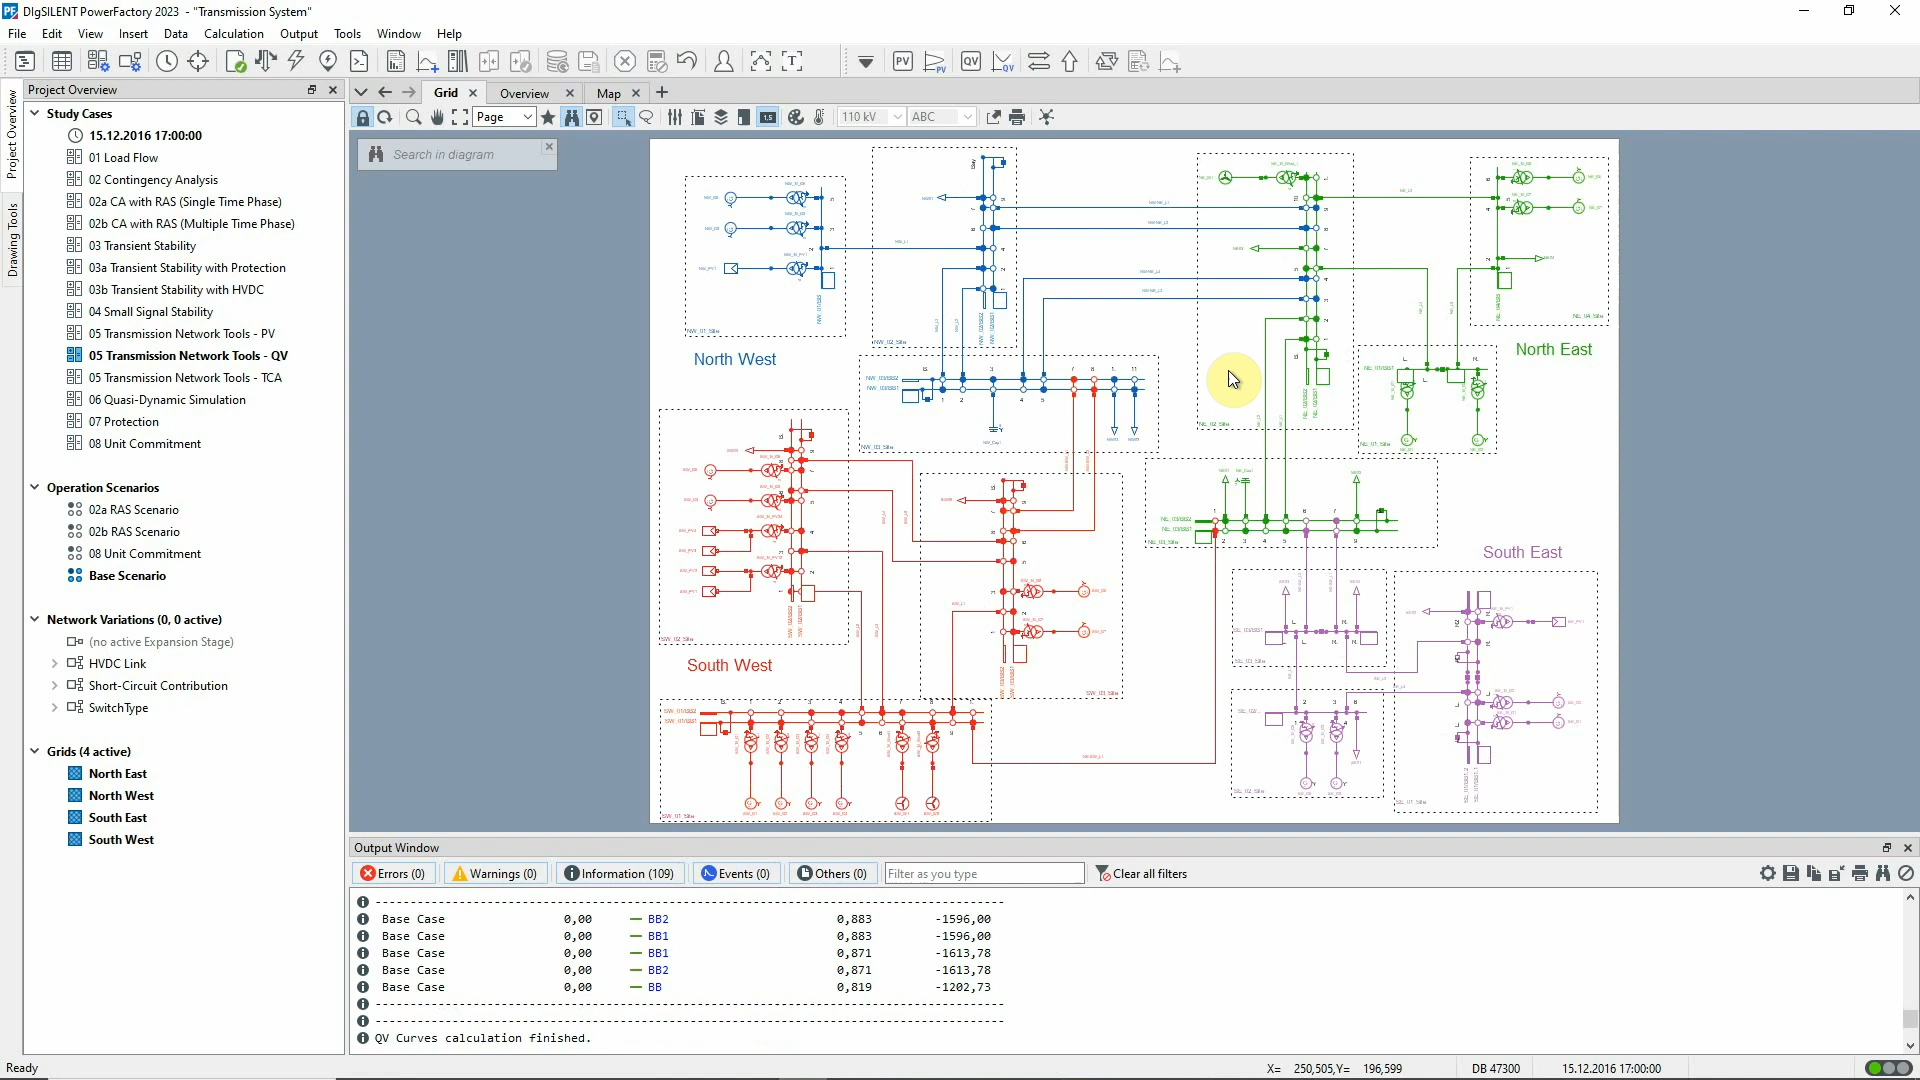 DIgSILENT PowerFactory 2023 - "Transmission System"
File Edit View Insert Data Calculation Output Tools Window Help
PV PV QV QV
Project Overview
Grid Overview Map
Project Overview
Drawing Tools
Page 110 kV ABC
Search in diagram
Study Cases
15.12.2016 17:00:00
01 Load Flow
02 Contingency Analysis
02a CA with RAS (Single Time Phase)
02b CA with RAS (Multiple Time Phase)
03 Transient Stability
03a Transient Stability with Protection
03b Transient Stability with HVDC
04 Small Signal Stability
05 Transmission Network Tools - PV
05 Transmission Network Tools - QV
05 Transmission Network Tools - TCA
06 Quasi-Dynamic Simulation
07 Protection
08 Unit Commitment
Operation Scenarios
02a RAS Scenario
02b RAS Scenario
08 Unit Commitment
Base Scenario
Network Variations (0, 0 active)
(no active Expansion Stage)
HVDC Link
Short-Circuit Contribution
SwitchType
Grids (4 active)
North East
North West
South East
South West
North West
North East
South West
South East
Output Window
Errors (0) Warnings (0) Information (109) Events (0) Others (0) Filter as you type Clear all filters
Base Case 0,00 BB2 0,883 -1596,00
Base Case 0,00 BB1 0,883 -1596,00
Base Case 0,00 BB1 0,871 -1613,78
Base Case 0,00 BB2 0,871 -1613,78
Base Case 0,00 BB 0,819 -1202,73
QV Curves calculation finished.
Ready X= 250,505,Y= 196,599 DB 47300 15.12.2016 17:00:00